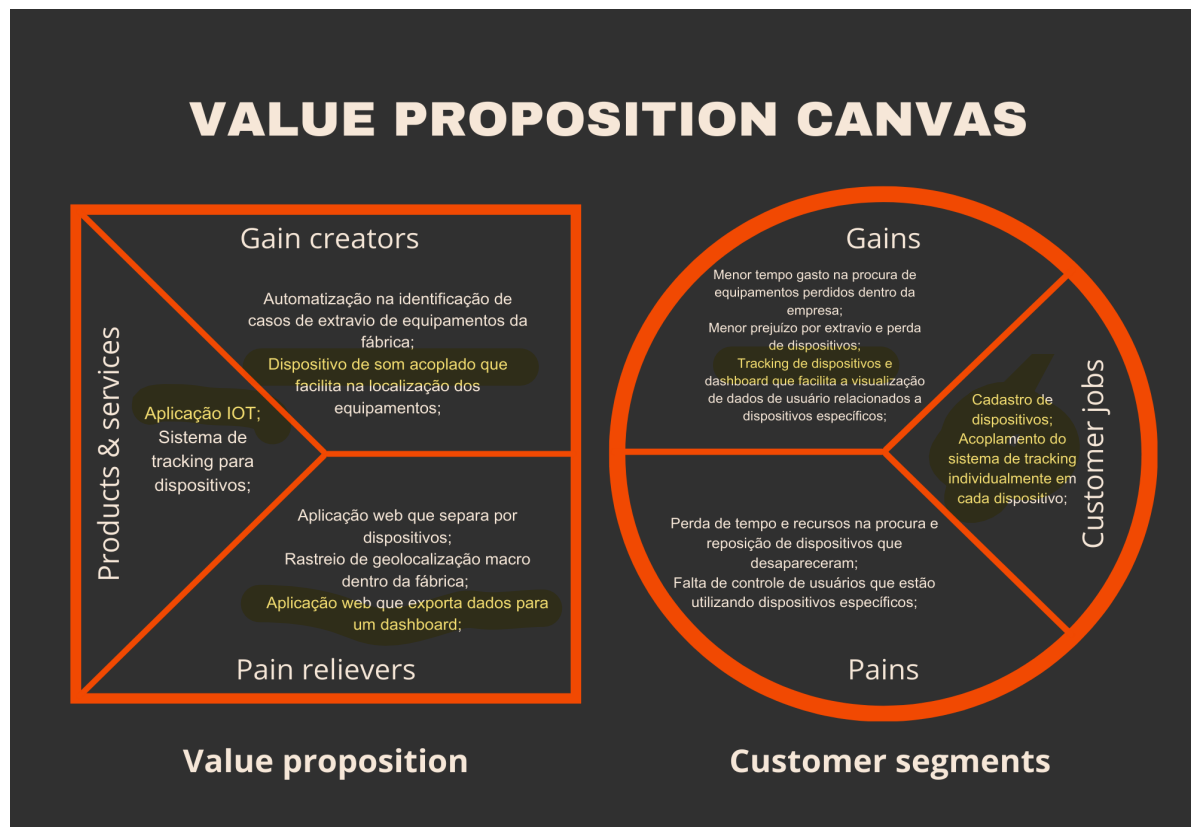 VALUE PROPOSITION CANVAS
Gain creators
Automatização na identificação de
casos de extravio de equipamentos da
fábrica;
Dispositivo de som acoplado que
facilita na localização dos
equipamentos;
Products & services
Aplicação IOT;
Sistema de
tracking para
dispositivos;
Aplicação web que separa por
dispositivos;
Rastreio de geolocalização macro
dentro da fábrica;
Aplicação web que exporta dados para
um dashboard;
Pain relievers
Value proposition
Gains
Menor tempo gasto na procura de
equipamentos perdidos dentro da
empresa;
Menor prejuízo por extravio e perda
de dispositivos;
Tracking de dispositivos e
dashboard que facilita a visualização
de dados de usuário relacionados a
dispositivos específicos;
Cadastro de
dispositivos;
Acoplamento do
sistema de tracking
individualmente em
cada dispositivo;
Customer jobs
Perda de tempo e recursos na procura e
reposição de dispositivos que
desapareceram;
Falta de controle de usuários que estão
utilizando dispositivos específicos;
Pains
Customer segments